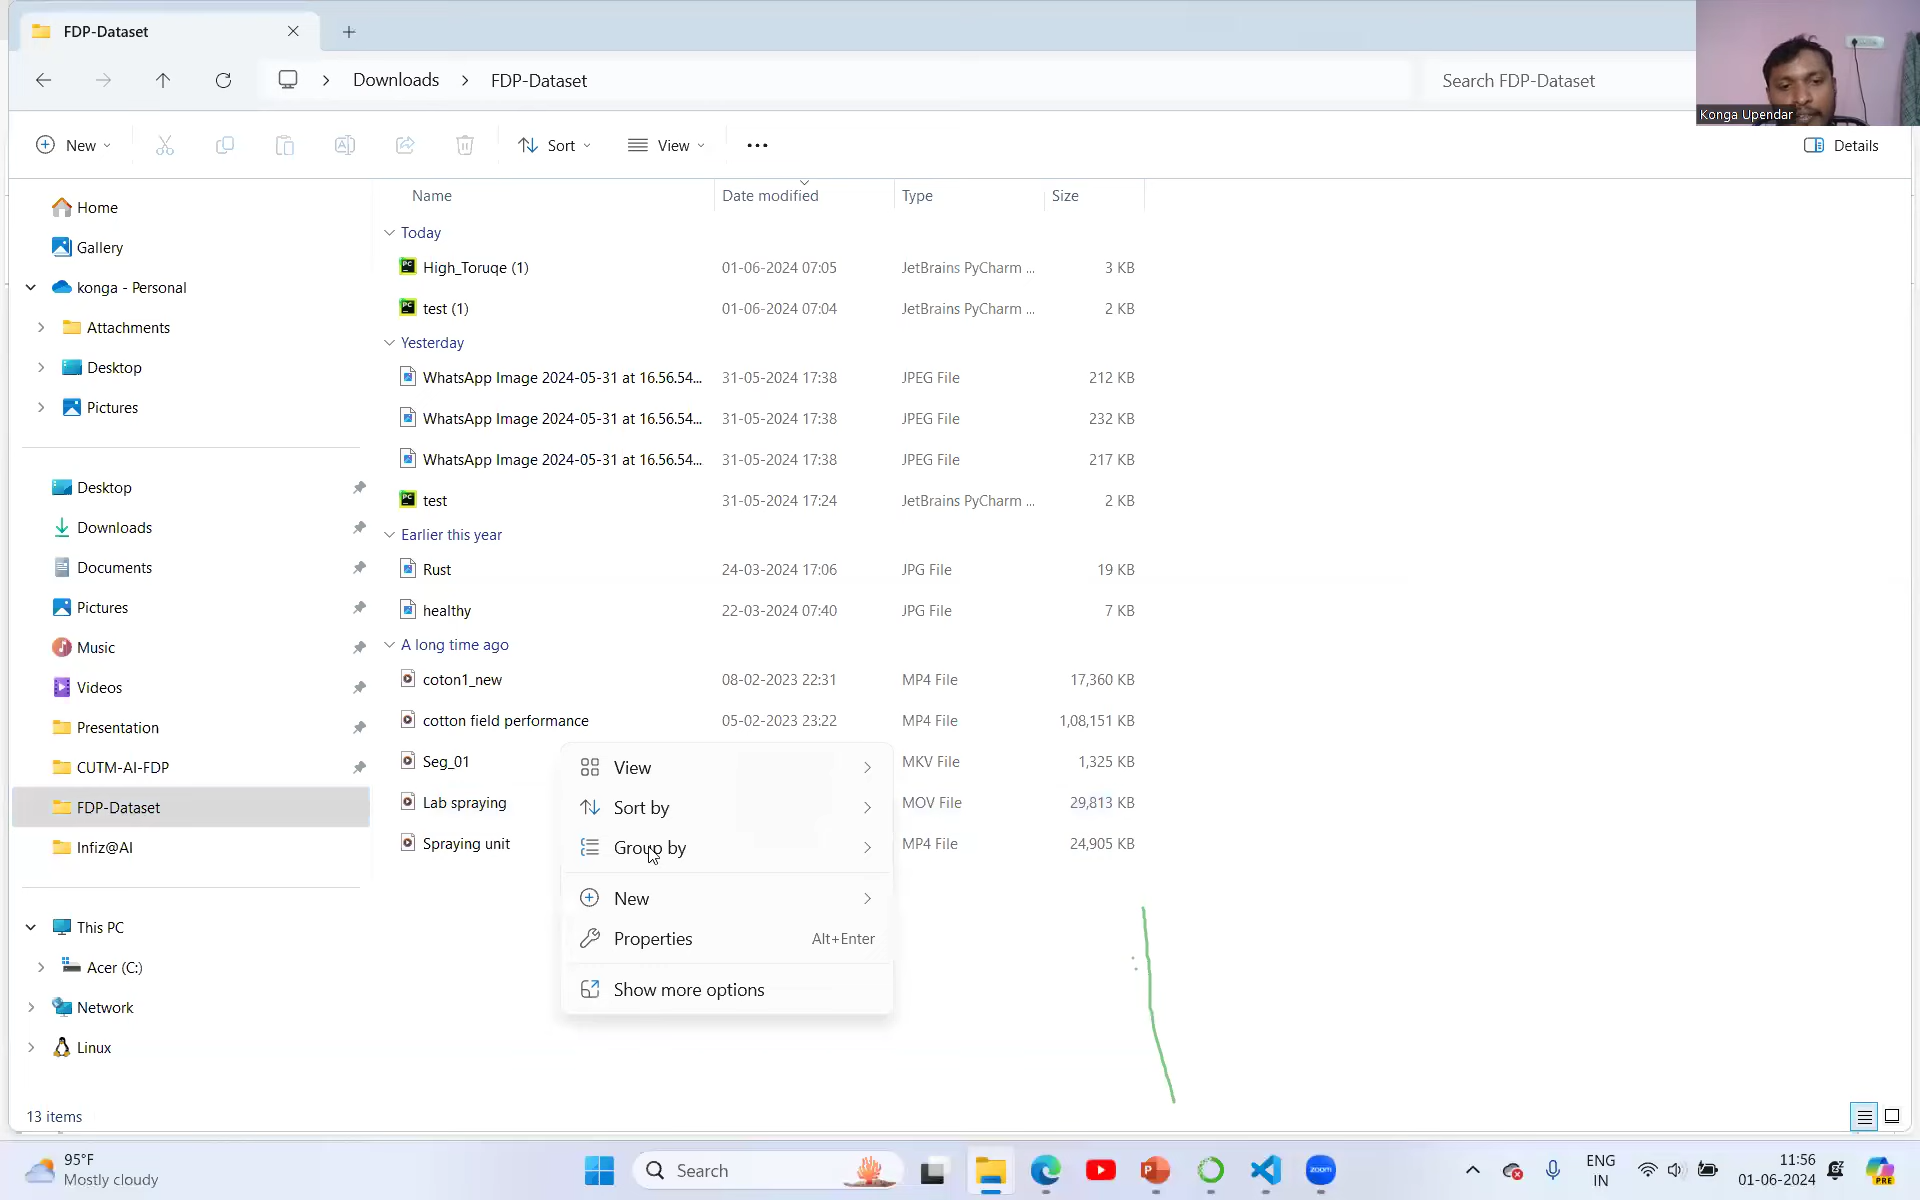 FDP-Dataset
Downloads > FDP-Dataset
Search FDP-Dataset
Konga Upendar
New
Sort
View
Details
Name Date modified Type Size
Home
Gallery
konga - Personal
Attachments
Desktop
Pictures
Desktop
Downloads
Documents
Pictures
Music
Videos
Presentation
CUTM-AI-FDP
FDP-Dataset
Infiz@AI
This PC
Acer (C:)
Network
Linux
Today
High_Toruqe (1) 01-06-2024 07:05 JetBrains PyCharm ... 3 KB
test (1) 01-06-2024 07:04 JetBrains PyCharm ... 2 KB
Yesterday
WhatsApp Image 2024-05-31 at 16.56.54... 31-05-2024 17:38 JPEG File 212 KB
WhatsApp Image 2024-05-31 at 16.56.54... 31-05-2024 17:38 JPEG File 232 KB
WhatsApp Image 2024-05-31 at 16.56.54... 31-05-2024 17:38 JPEG File 217 KB
test 31-05-2024 17:24 JetBrains PyCharm ... 2 KB
Earlier this year
Rust 24-03-2024 17:06 JPG File 19 KB
healthy 22-03-2024 07:40 JPG File 7 KB
A long time ago
coton1_new 08-02-2023 22:31 MP4 File 17,360 KB
cotton field performance 05-02-2023 23:22 MP4 File 1,08,151 KB
Seg_01 MKV File 1,325 KB
Lab spraying MOV File 29,813 KB
Spraying unit MP4 File 24,905 KB
View
Sort by
Group by
New
Properties Alt+Enter
Show more options
13 items
95°F
Mostly cloudy
Search
zoom
ENG
IN
11:56
01-06-2024
PRE